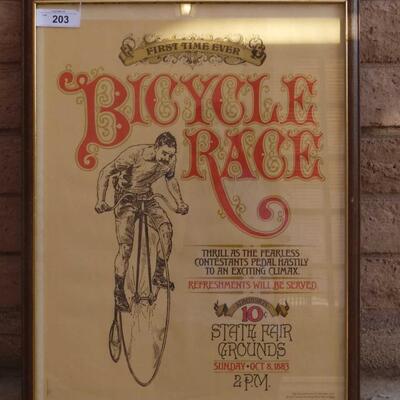 203
FIRST TIME EVER
BICYCLE
RACE
THRILL AS THE FEARLESS
CONTESTANTS PEDAL HASTILY
TO AN EXCITING CLIMAX.
REFRESHMENTS WILL BE SERVED.
10¢
STATE FAIR
GROUNDS
SUNDAY • OCT 8, 1883
2 P.M.